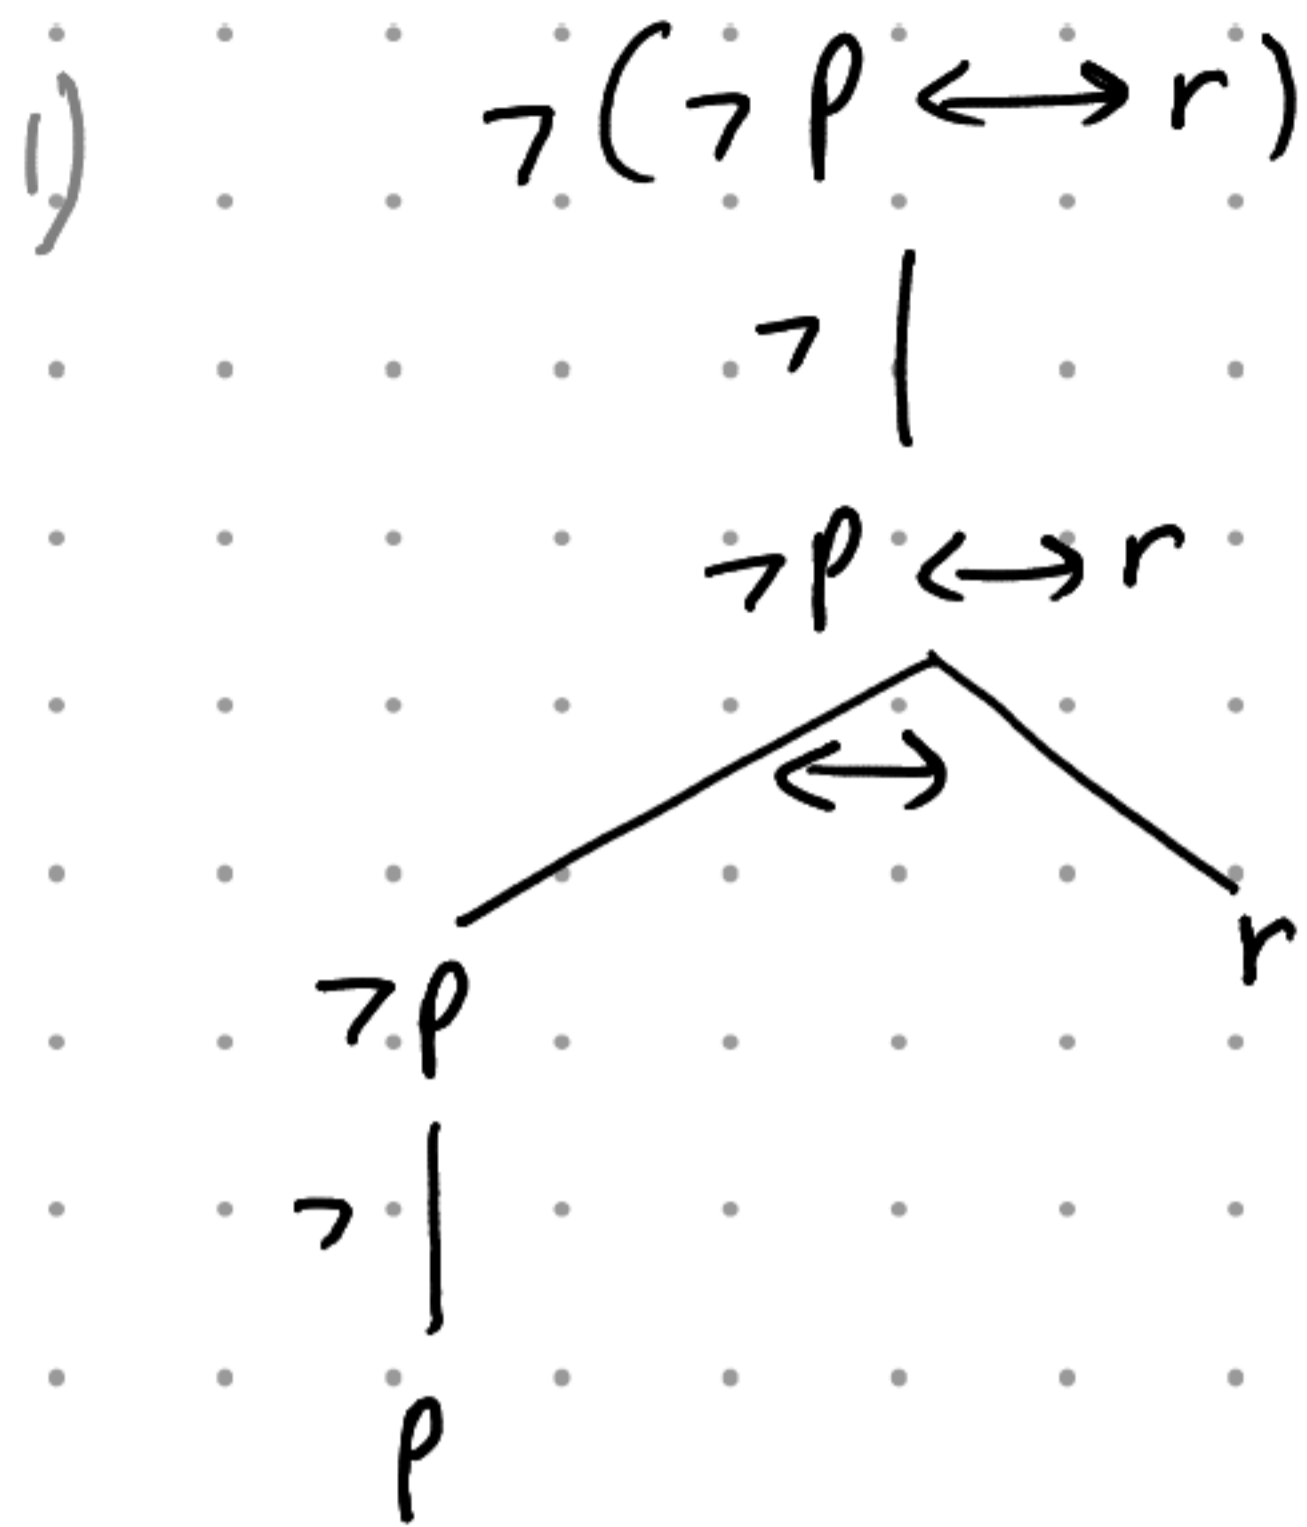 1) ¬(¬p ↔ r)
¬
¬p ↔ r
↔
¬p r
¬
p